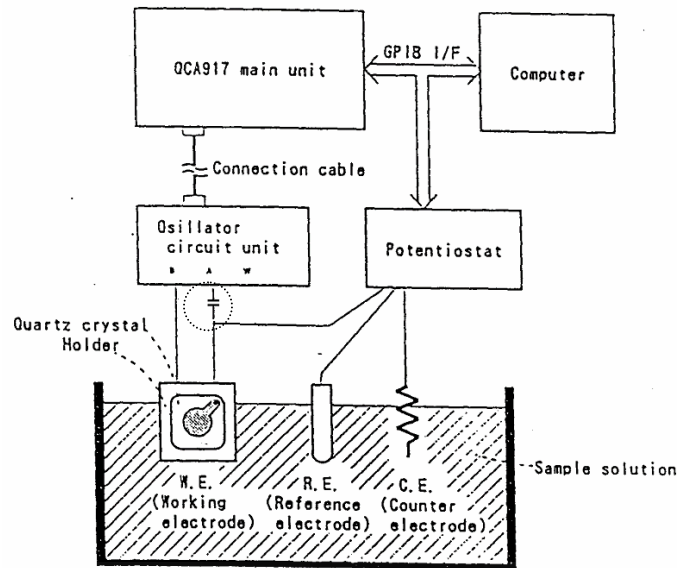 QCA917 main unit
GPIB I/F
Computer
Connection cable
Osillator
circuit unit
B A W
Potentiostat
Quartz crystal
Holder
W.E.
(Working
electrode)
R.E.
(Reference
electrode)
C.E.
(Counter
electrode)
Sample solution